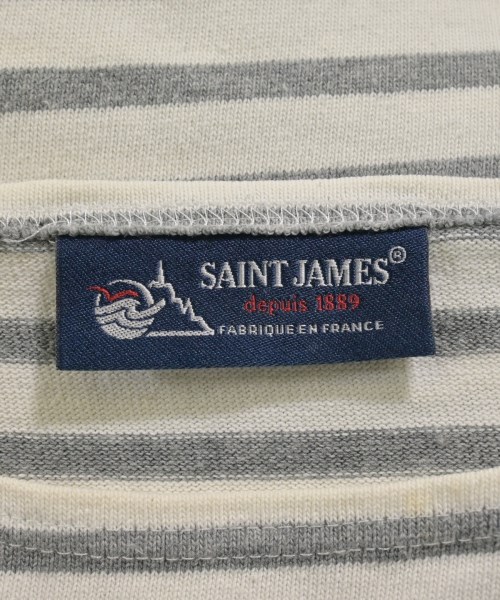 SAINT JAMES®
depuis 1889
FABRIQUE EN FRANCE